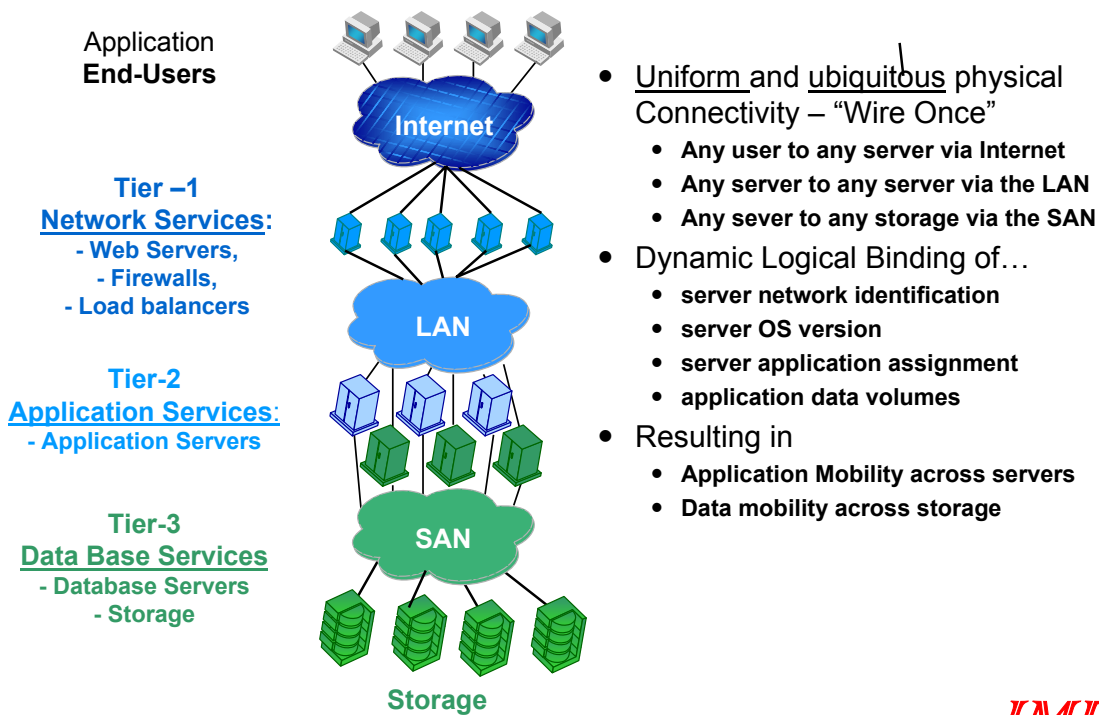 Application
End-Users
Internet
Tier –1
Network Services:
- Web Servers,
- Firewalls,
- Load balancers
LAN
Tier-2
Application Services:
- Application Servers
SAN
Tier-3
Data Base Services
- Database Servers
- Storage
Storage
• Uniform and ubiquitous physical
Connectivity – “Wire Once”
• Any user to any server via Internet
• Any server to any server via the LAN
• Any sever to any storage via the SAN
• Dynamic Logical Binding of…
• server network identification
• server OS version
• server application assignment
• application data volumes
• Resulting in
• Application Mobility across servers
• Data mobility across storage